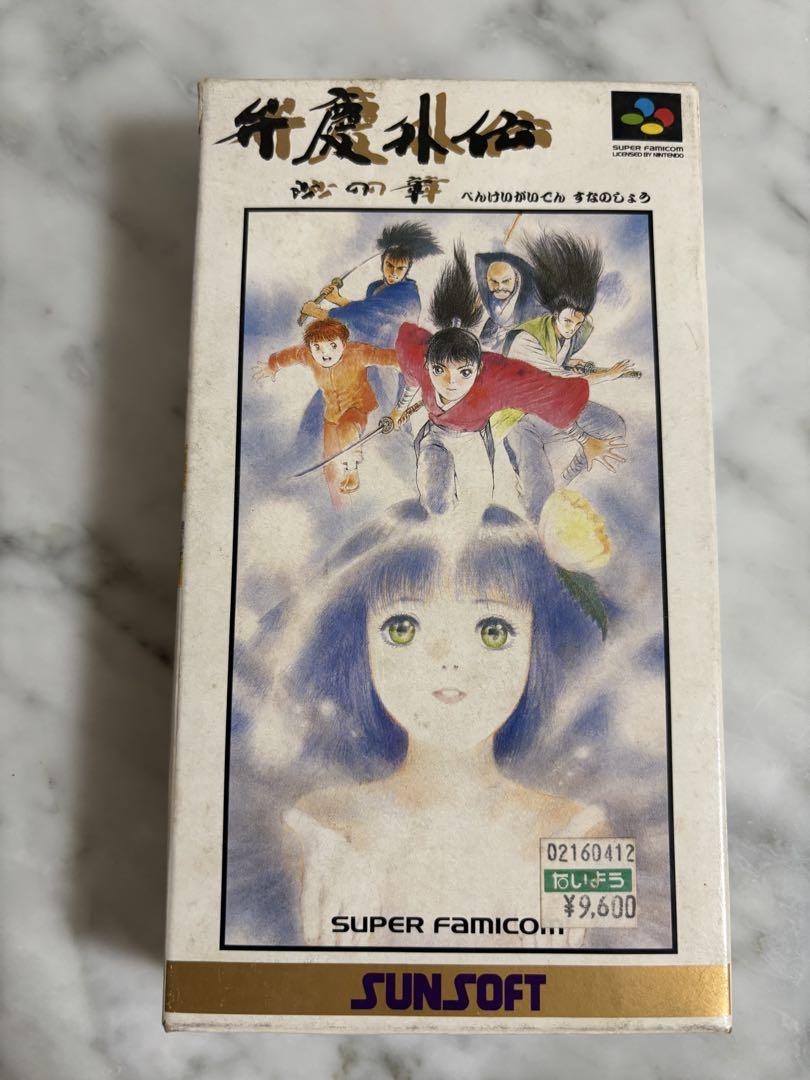 弁慶外伝
沙の章 べんけいがいでん すなのしょう
SUPER FAMICOM
LICENSED BY NINTENDO
02160412
たいよう
¥9,600
SUPER FAMICOM
SUNSOFT